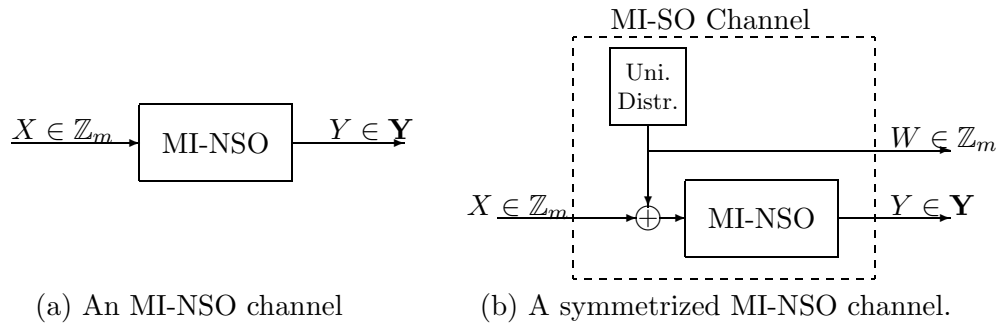 MI-SO Channel
Uni.
Distr.
X ∈ ℤ_m
MI-NSO
Y ∈ 𝐘
W ∈ ℤ_m
X ∈ ℤ_m
MI-NSO
Y ∈ 𝐘
(a) An MI-NSO channel
(b) A symmetrized MI-NSO channel.